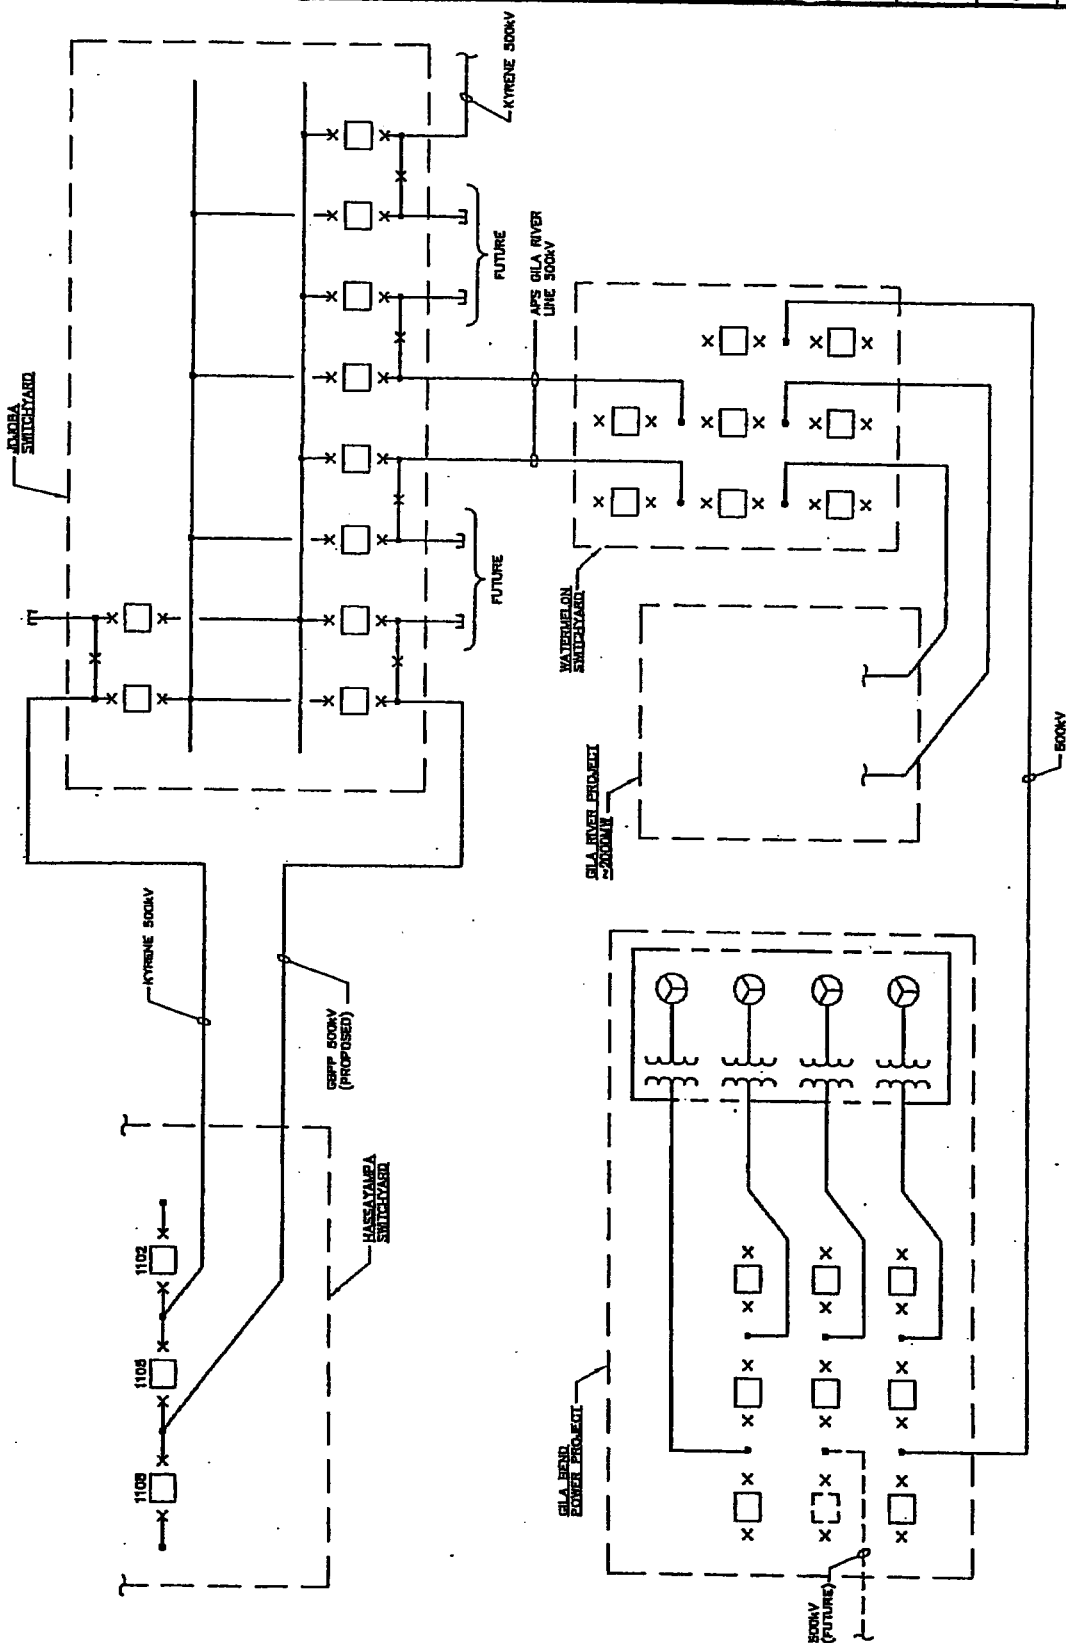 JOJOBA
SWITCHYARD
KYRENE 500kV
FUTURE
FUTURE
APS GILA RIVER
LINE 500kV
KYRENE 500kV
GBPP 500kV
(PROPOSED)
HASSAYAMPA
SWITCHYARD
1102
1105
1108
WATERMELON
SWITCHYARD
GILA RIVER PROJECT
~2000MW
GILA BEND
POWER PROJECT
500kV
(FUTURE)
500kV